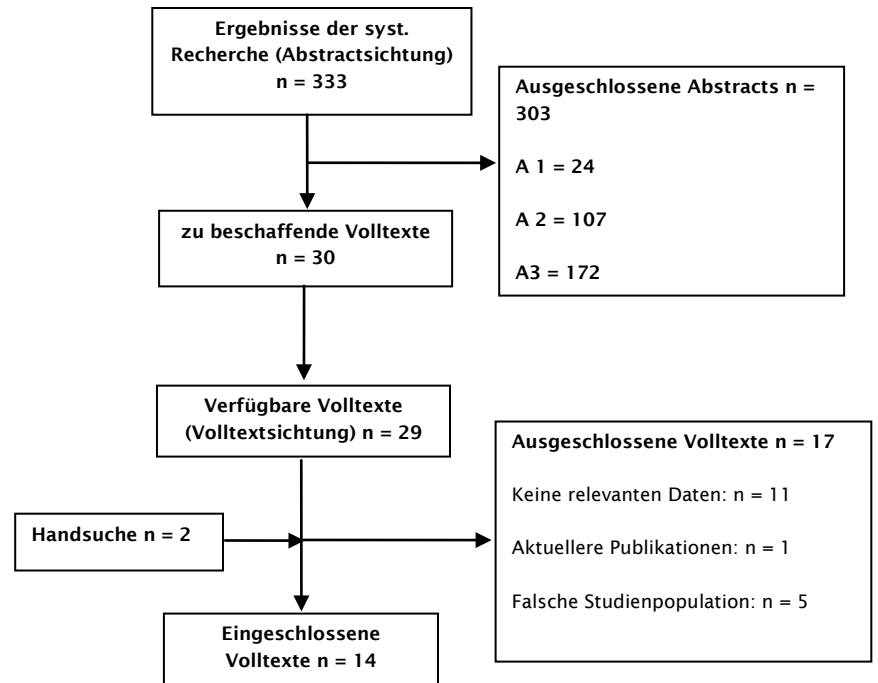 Ergebnisse der syst.
Recherche (Abstractsichtung)
n = 333
Ausgeschlossene Abstracts n =
303
A 1 = 24
A 2 = 107
A3 = 172
zu beschaffende Volltexte
n = 30
Verfügbare Volltexte
(Volltextsichtung) n = 29
Ausgeschlossene Volltexte n = 17
Keine relevanten Daten: n = 11
Aktuellere Publikationen: n = 1
Falsche Studienpopulation: n = 5
Handsuche n = 2
Eingeschlossene
Volltexte n = 14